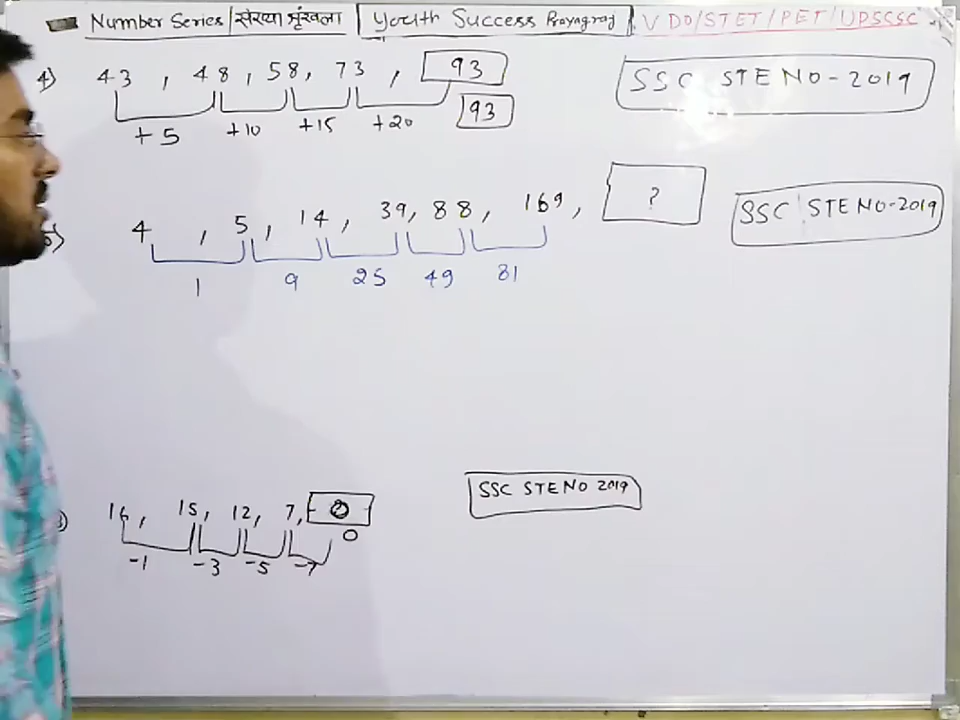 Number Series | संख्या श्रृंखला | Youth Success Prayagraj | VDO/STET/PET/UPSSSC
4) 43 , 48 , 58, 73 , 93
+5 +10 +15 +20 93
SSC STENO-2019
5) 4 , 5 , 14 , 39, 88 , 169 , ?
1 9 25 49 81
SSC STENO-2019
16, 15, 12, 7, 0
0
-1 -3 -5 -7
SSC STENO 2019